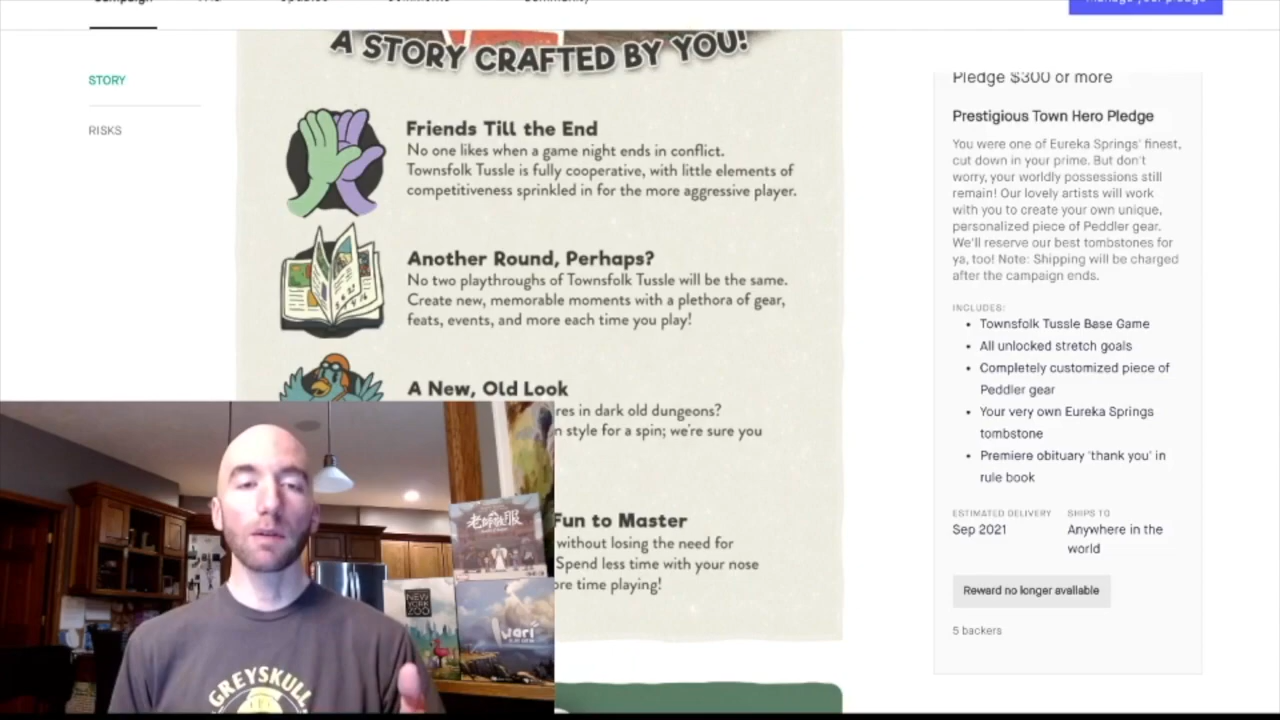 Campaign
FAQ
Updates
Comments
Community
Manage your pledge
STORY
RISKS
A STORY CRAFTED BY YOU!
Friends Till the End
No one likes when a game night ends in conflict.
Townsfolk Tussle is fully cooperative, with little elements of
competitiveness sprinkled in for the more aggressive player.
Another Round, Perhaps?
No two playthroughs of Townsfolk Tussle will be the same.
Create new, memorable moments with a plethora of gear,
feats, events, and more each time you play!
A New, Old Look
res in dark old dungeons?
n style for a spin; we're sure you
Fun to Master
without losing the need for
Spend less time with your nose
ore time playing!
Pledge $300 or more
Prestigious Town Hero Pledge
You were one of Eureka Springs' finest,
cut down in your prime. But don't
worry, your worldly possessions still
remain! Our lovely artists will work
with you to create your own unique,
personalized piece of Peddler gear.
We'll reserve our best tombstones for
ya, too! Note: Shipping will be charged
after the campaign ends.
INCLUDES:
Townsfolk Tussle Base Game
All unlocked stretch goals
Completely customized piece of
Peddler gear
Your very own Eureka Springs
tombstone
Premiere obituary 'thank you' in
rule book
ESTIMATED DELIVERY
Sep 2021
SHIPS TO
Anywhere in the
world
Reward no longer available
5 backers
NEW
YORK
ZOO
GREYSKULL